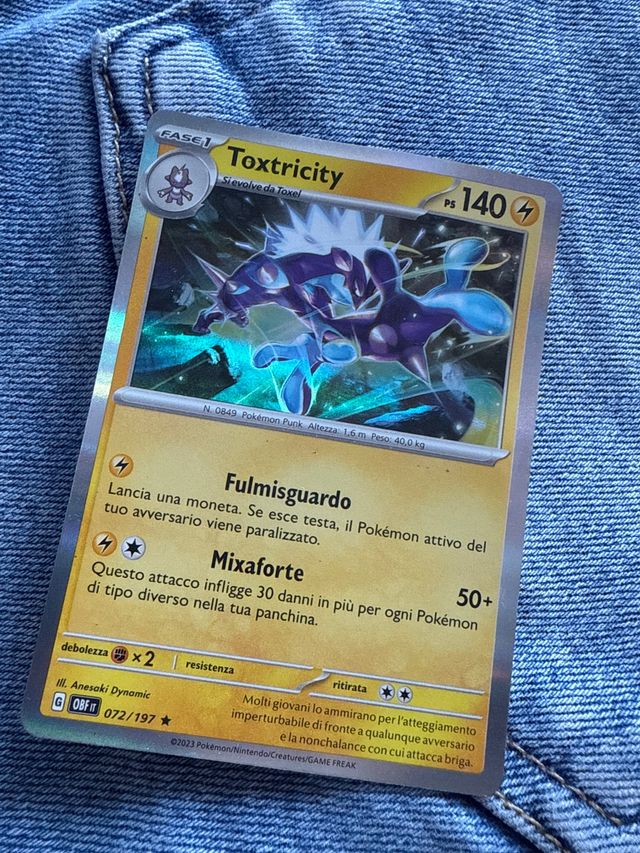 FASE 1
Toxtricity
Si evolve da Toxel
PS 140
N. 0849 Pokémon Punk Altezza: 1,6 m Peso: 40,0 kg
Fulmisguardo
Lancia una moneta. Se esce testa, il Pokémon attivo del
tuo avversario viene paralizzato.
Mixaforte 50+
Questo attacco infligge 30 danni in più per ogni Pokémon
di tipo diverso nella tua panchina.
debolezza ×2 resistenza ritirata
Ill. Anesaki Dynamic
G OBF IT 072/197 ★
Molti giovani lo ammirano per l'atteggiamento
imperturbabile di fronte a qualunque avversario
e la nonchalance con cui attacca briga.
©2023 Pokémon/Nintendo/Creatures/GAME FREAK